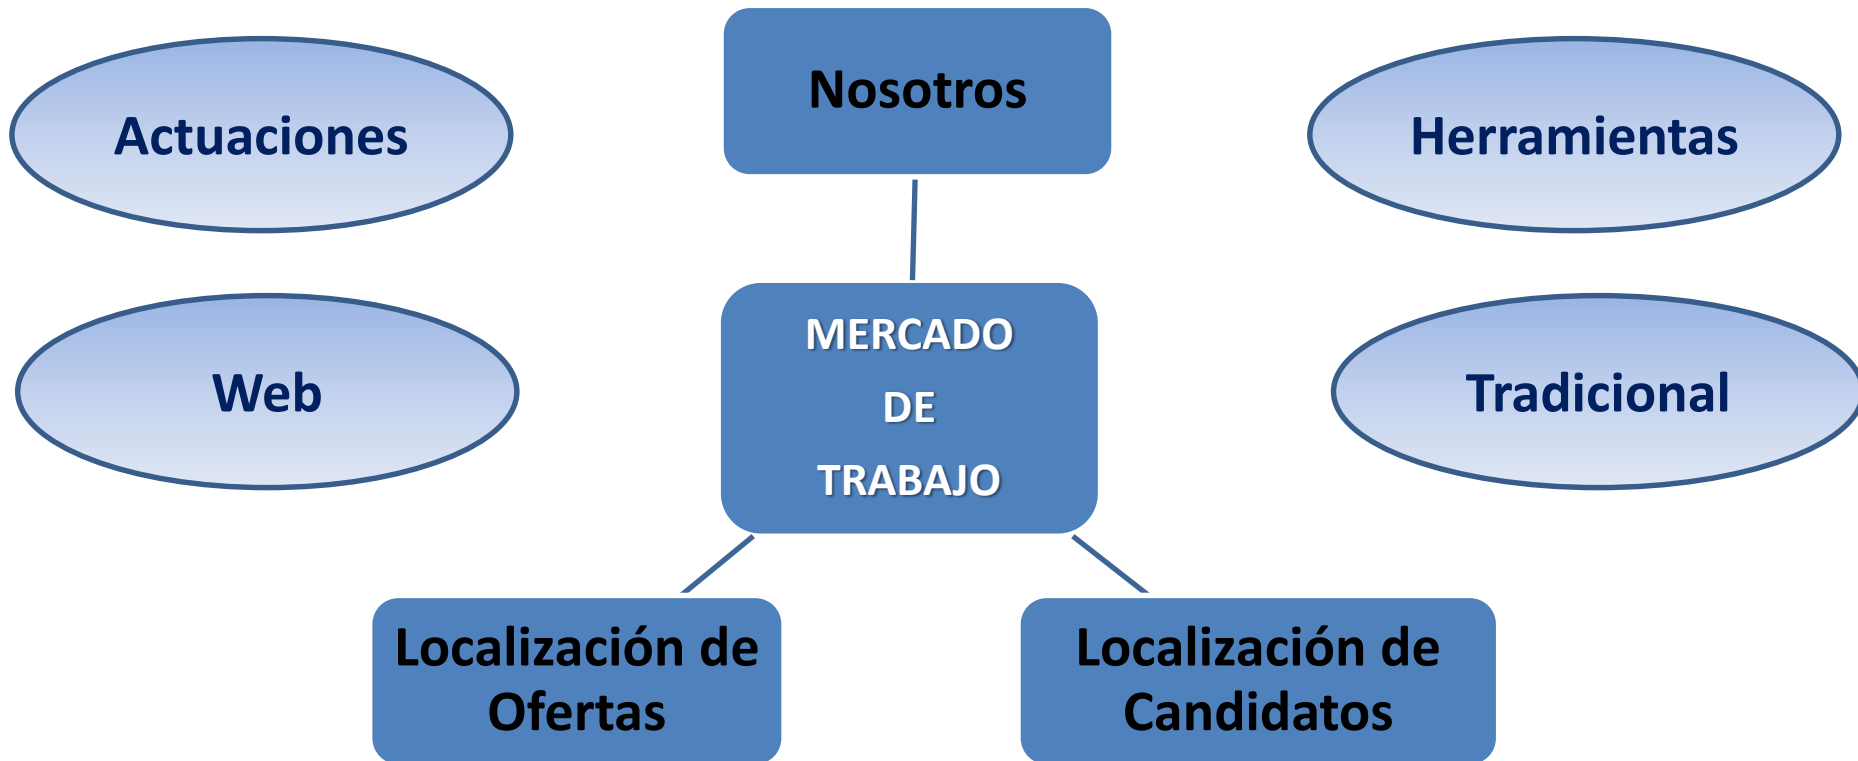 Nosotros
Actuaciones
Herramientas
MERCADO
DE
TRABAJO
Web
Tradicional
Localización de
Ofertas
Localización de
Candidatos